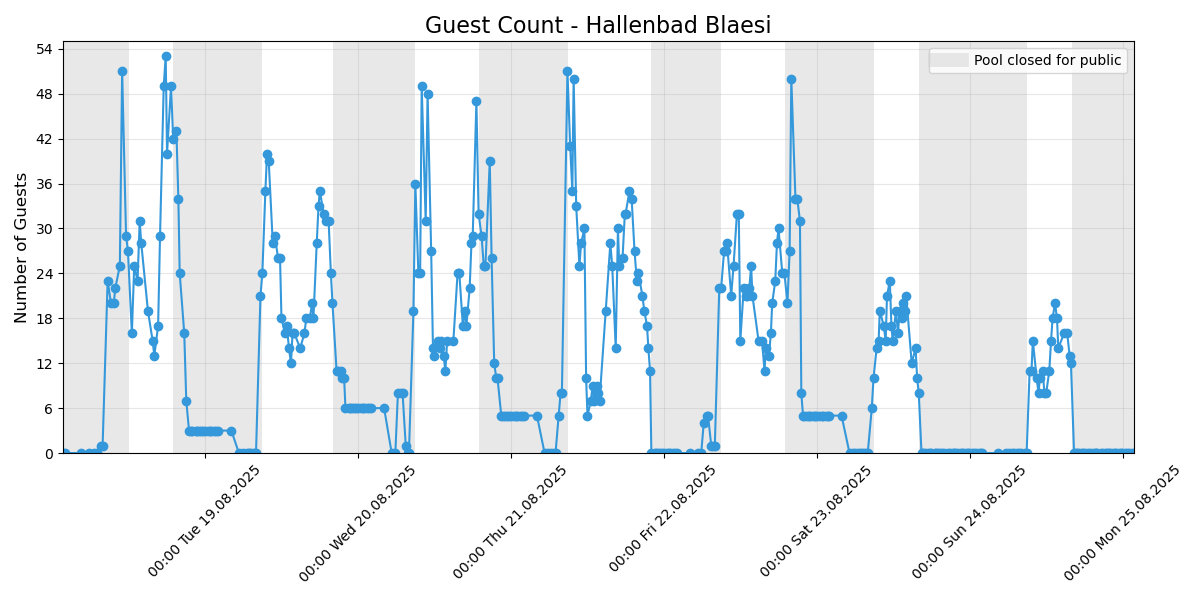 Guest Count - Hallenbad Blaesi
Pool closed for public
Number of Guests
54
48
42
36
30
24
18
12
6
0
00:00 Tue 19.08.2025
00:00 Wed 20.08.2025
00:00 Thu 21.08.2025
00:00 Fri 22.08.2025
00:00 Sat 23.08.2025
00:00 Sun 24.08.2025
00:00 Mon 25.08.2025